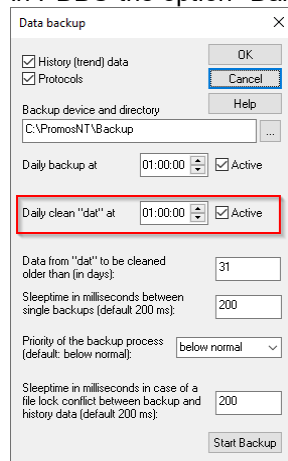 Data backup
History (trend) data
OK
Protocols
Cancel
Help
Backup device and directory
C:\PromosNT\Backup
...
Daily backup at 01:00:00 Active
Daily clean "dat" at 01:00:00 Active
Data from "dat" to be cleaned
older than (in days):
31
Sleeptime in milliseconds between
single backups (default 200 ms):
200
Priority of the backup process
(default: below normal):
below normal
Sleeptime in milliseconds in case of a
file lock conflict between backup and
history data (default 200 ms):
200
Start Backup